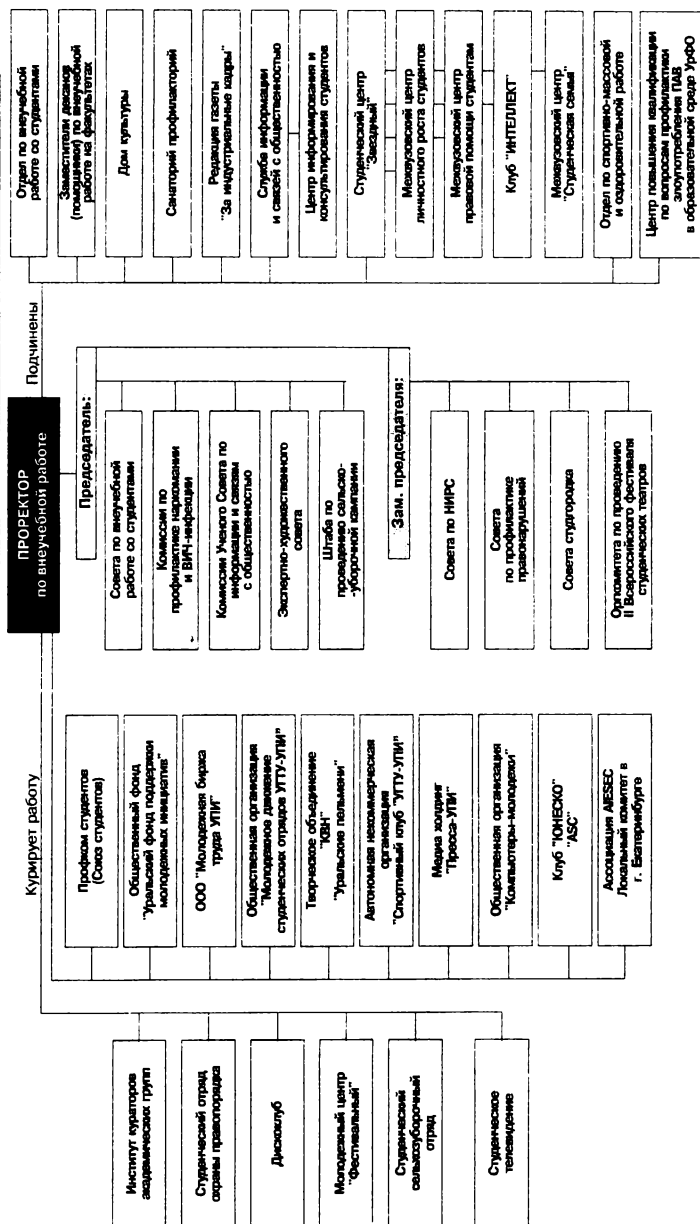 ПРОРЕКТОР
по внеучебной работе
Курирует работу
Подчинены
Институт кураторов
академических групп
Студенческий отряд
охраны правопорядка
Дискоклуб
Молодежный центр
"Фестивальный"
Студенческий
сельхозуборочный
отряд
Студенческое
телевидение
Профком студентов
(Союз студентов)
Общественный фонд
"Уральский фонд поддержки
молодежных инициатив"
ООО "Молодежная биржа
труда УПИ"
Общественная организация
"Молодежное движение
студенческих отрядов УГТУ-УПИ"
Творческое объединение
"КВН"
"Уральские пельмени"
Автономная некоммерческая
организация
"Спортивный клуб "УГТУ-УПИ"
Медиа холдинг
"Пресса-УПИ"
Общественная организация
"Компьютеры-молодежи"
Клуб "ЮНЕСКО"
"ASC"
Ассоциация AIESEC
Локальный комитет в
г. Екатеринбурге
Председатель:
Совета по внеучебной
работе со студентами
Комиссии по
профилактике наркомании
и ВИЧ-инфекции
Комиссии Ученого Совета по
информации и связям
с общественностью
Экспертно-художественного
совета
Штаба по
проведению сельско-
-уборочной кампании
Зам. председателя:
Совета по НИРС
Совета
по профилактике
правонарушений
Совета студгородка
Оргкомитета по проведению
II Всероссийского фестиваля
студенческих театров
Отдел по внеучебной
работе со студентами
Заместители деканов
(помощники) по внеучебной
работе на факультетах
Дом культуры
Санаторий профилакторий
Редакция газеты
"За индустриальные кадры"
Служба информации
и связей с общественностью
Центр информирования и
консультирования студентов
Студенческий центр
"Звездный"
Межвузовский центр
личностного роста студентов
Межвузовский центр
правовой помощи студентам
Клуб "ИНТЕЛЛЕКТ"
Межвузовский центр
"Студенческая семья"
Отдел по спортивно-массовой
и оздоровительной работе
Центр повышения квалификации
по вопросам профилактики
злоупотребления ПАВ
в образовательной среде УрФО